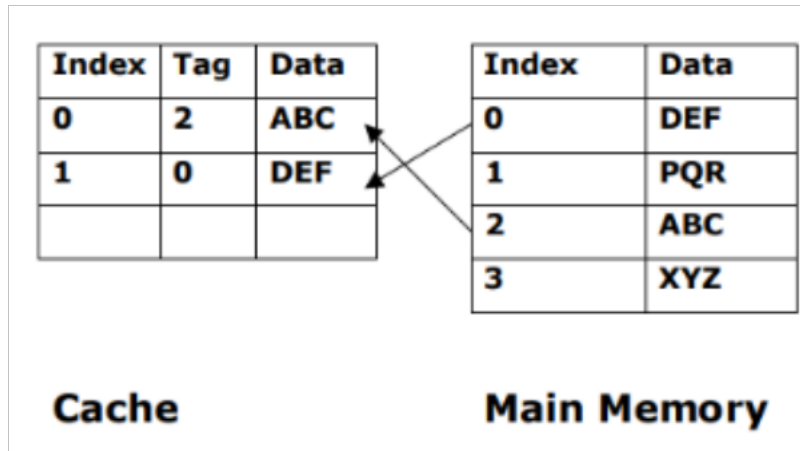 Index Tag Data
0 2 ABC
1 0 DEF
Index Data
0 DEF
1 PQR
2 ABC
3 XYZ
Cache
Main Memory